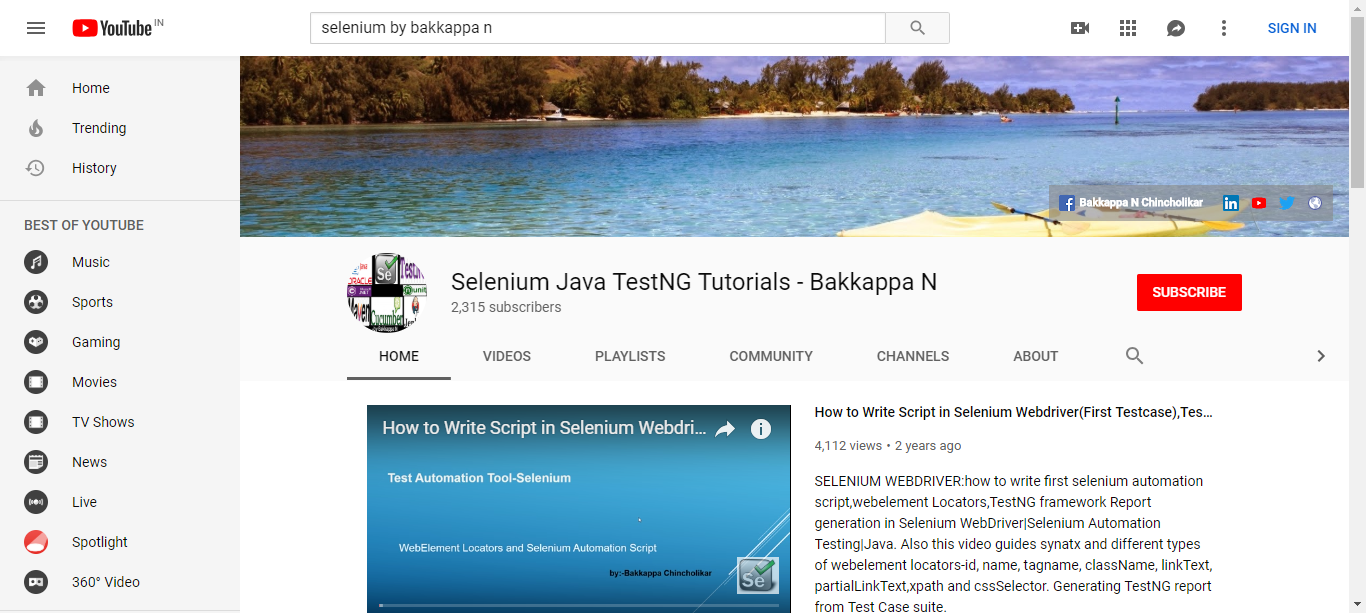 YouTube IN
selenium by bakkappa n
SIGN IN
Home
Trending
History
BEST OF YOUTUBE
Music
Sports
Gaming
Movies
TV Shows
News
Live
Spotlight
360° Video
Bakkappa N Chincholikar
Selenium Java TestNG Tutorials - Bakkappa N
2,315 subscribers
SUBSCRIBE
HOME
VIDEOS
PLAYLISTS
COMMUNITY
CHANNELS
ABOUT
How to Write Script in Selenium Webdri...
Test Automation Tool-Selenium
WebElement Locators and Selenium Automation Script
by:-Bakkappa Chincholikar
Se
How to Write Script in Selenium Webdriver(First Testcase),Tes...
4,112 views • 2 years ago
SELENIUM WEBDRIVER:how to write first selenium automation
script,webelement Locators,TestNG framework Report
generation in Selenium WebDriver|Selenium Automation
Testing|Java. Also this video guides synatx and different types
of webelement locators-id, name, tagname, className, linkText,
partialLinkText,xpath and cssSelector. Generating TestNG report
from Test Case suite.